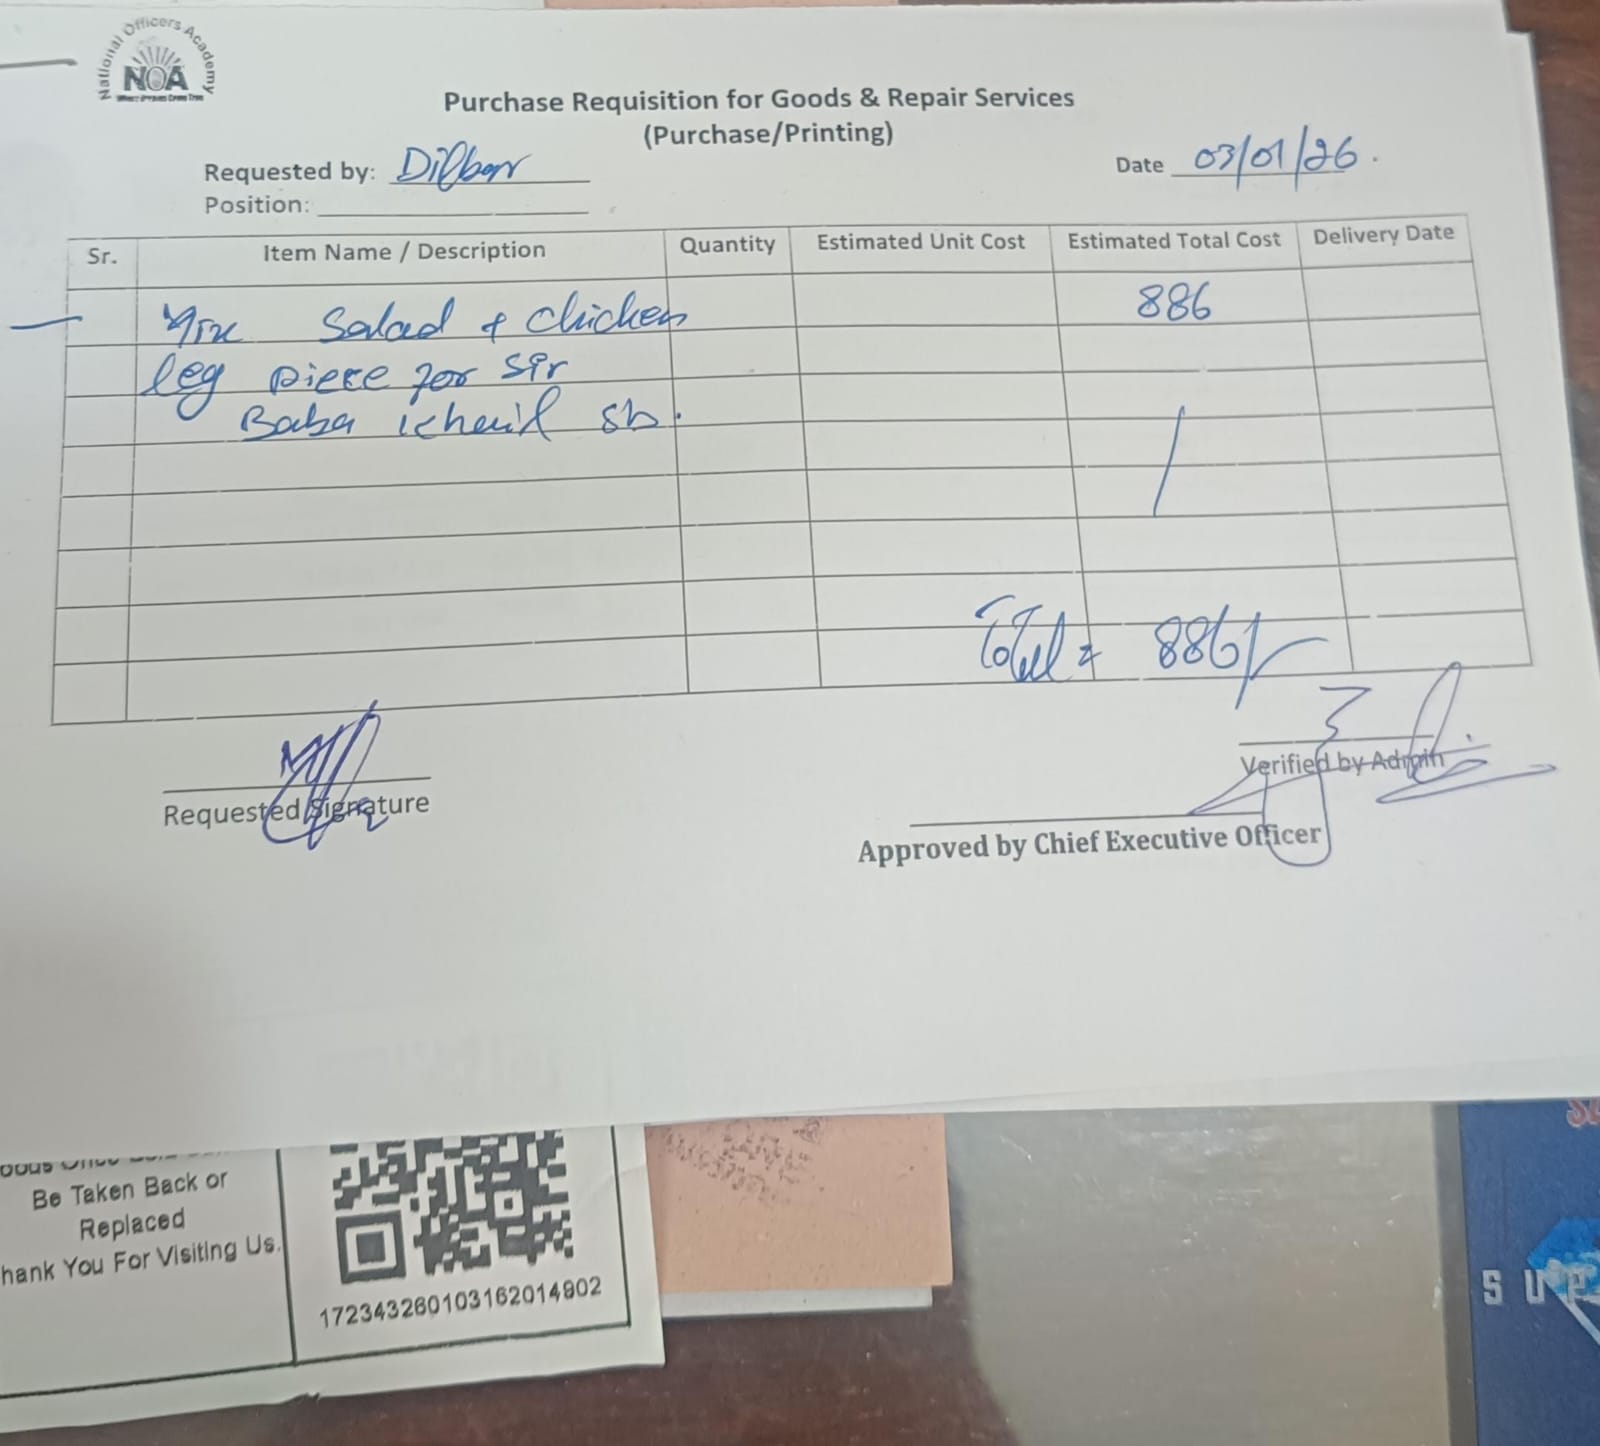 National Officers Academy
NOA
Purchase Requisition for Goods & Repair Services
(Purchase/Printing)
Requested by: Dilbar
Date 03/01/26.
Position:
Sr. Item Name / Description Quantity Estimated Unit Cost Estimated Total Cost Delivery Date
Mix Salad & chicken 886
leg piece for sir
Baba sb.
Total = 886/-
Verified by Admin
Requested Signature
Approved by Chief Executive Officer
Be Taken Back or
Replaced
hank You For Visiting Us.
172343260103162014902
S U P